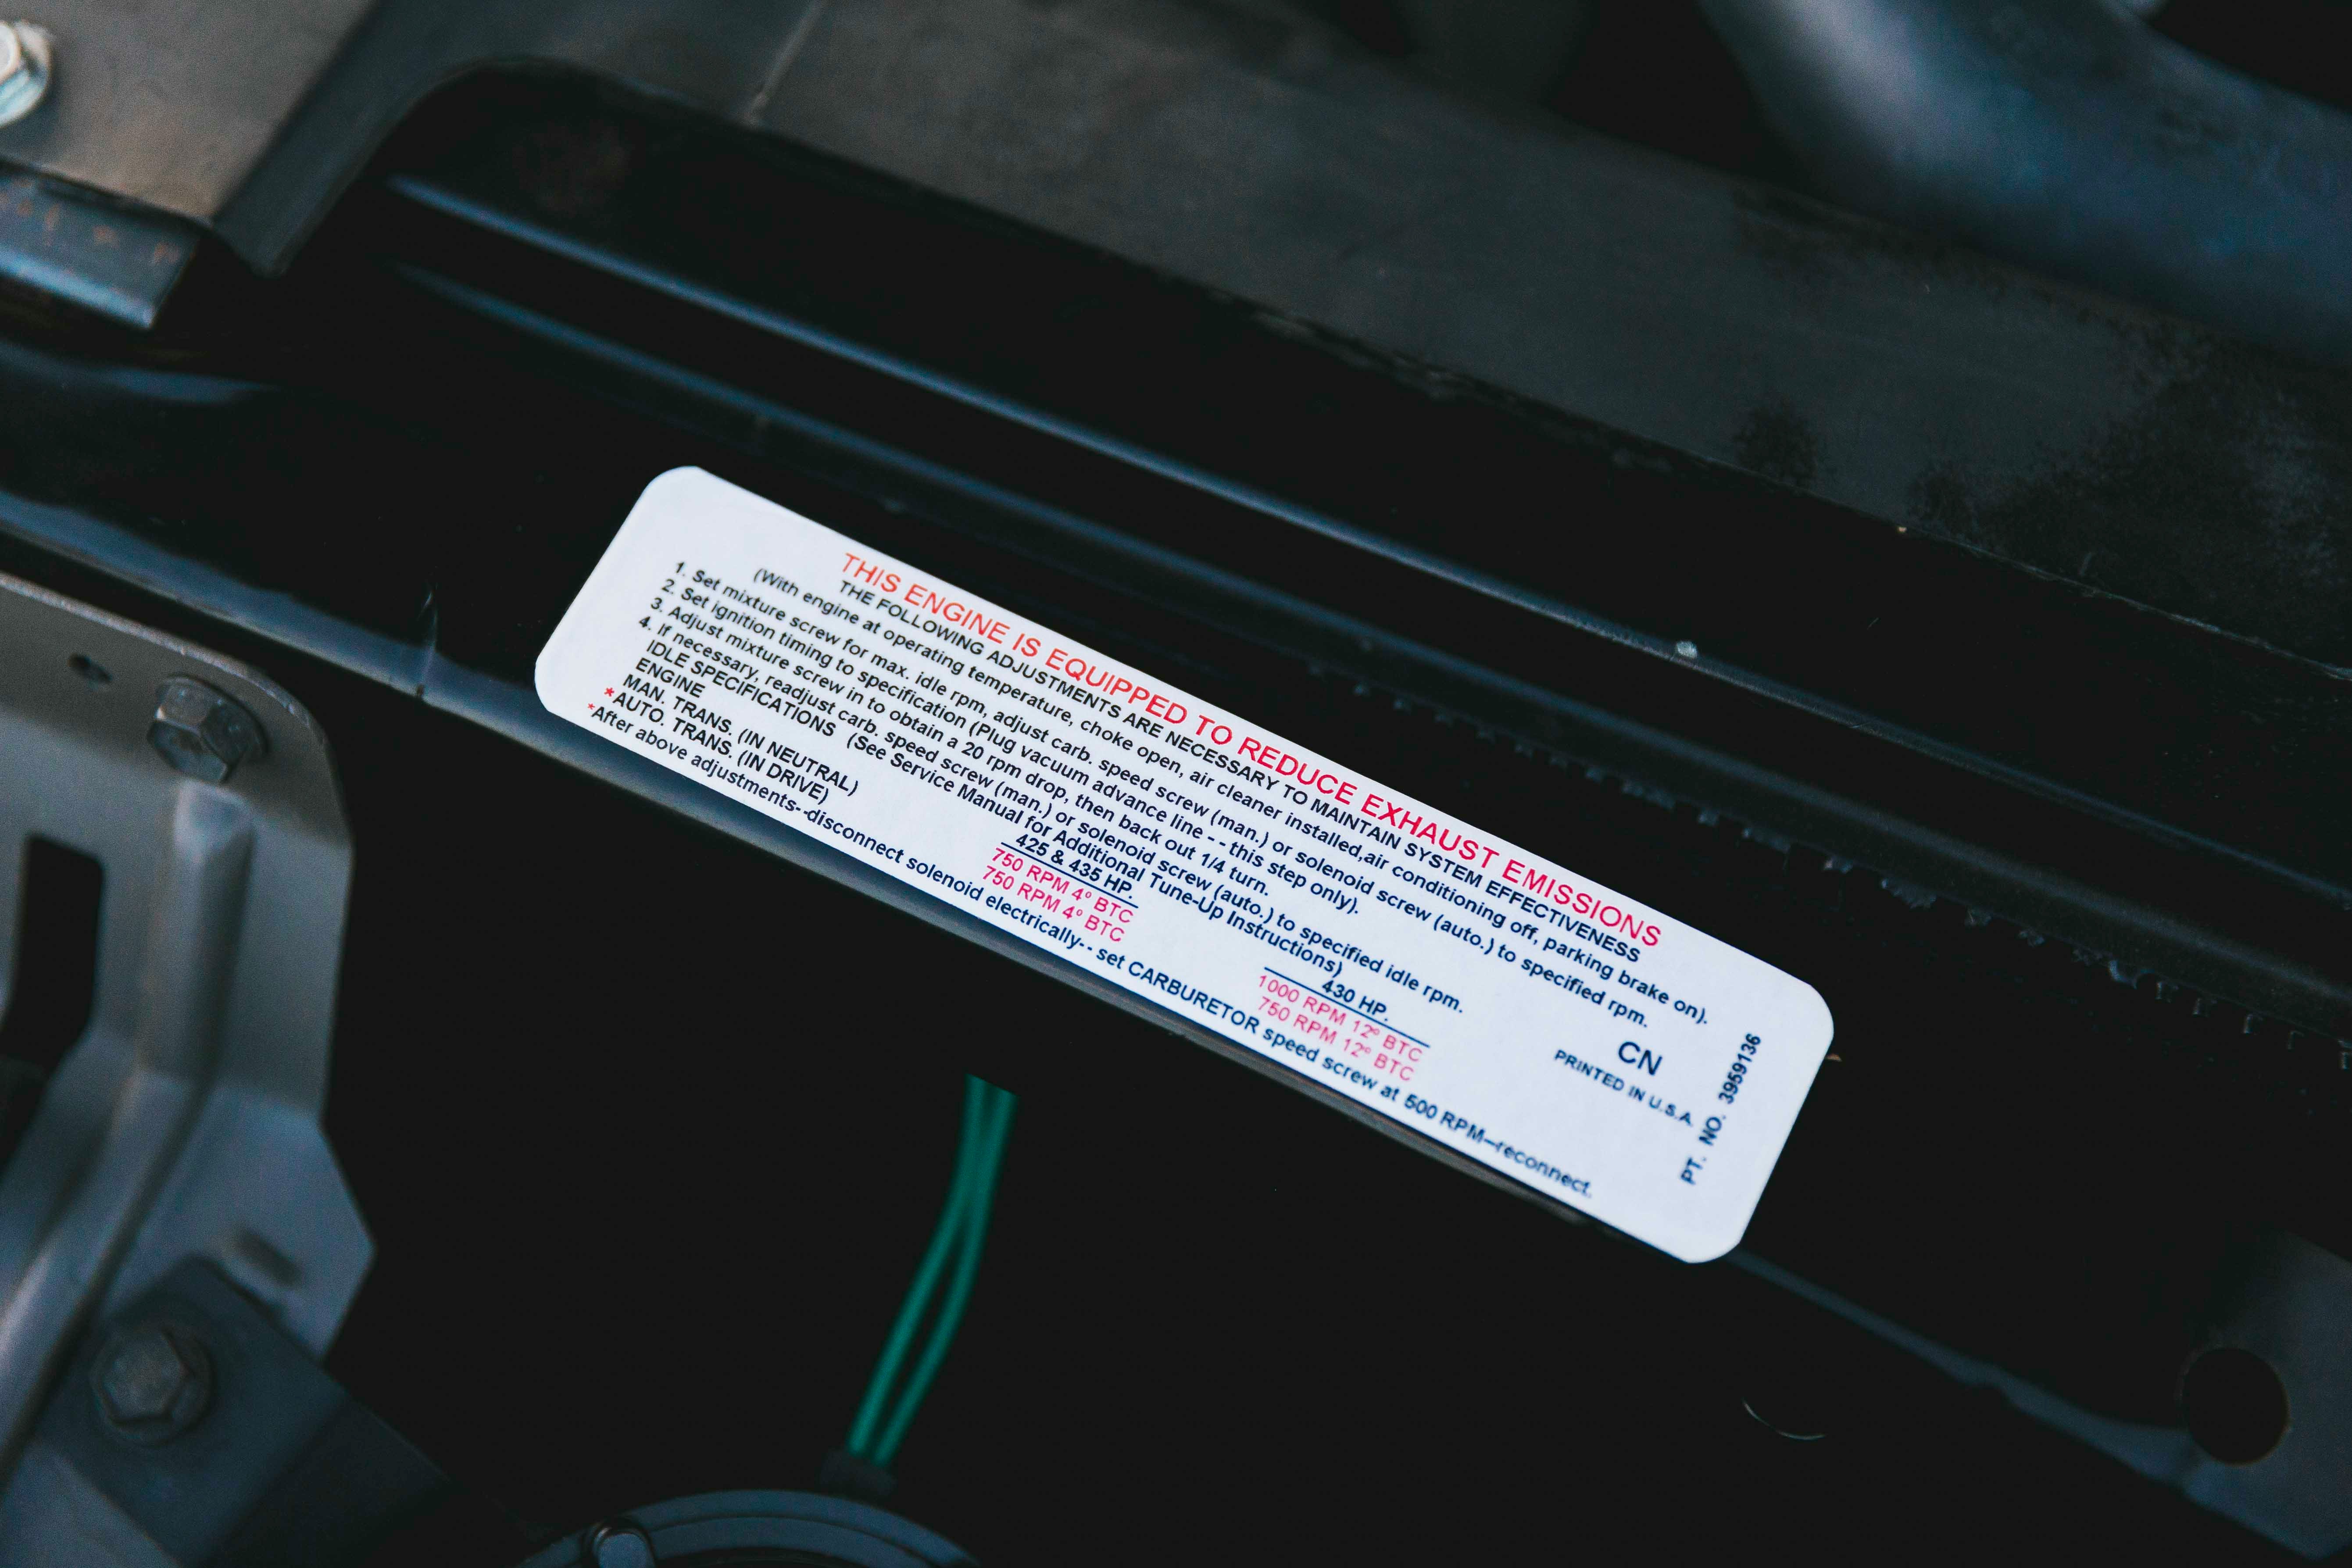 THIS ENGINE IS EQUIPPED TO REDUCE EXHAUST EMISSIONS
THE FOLLOWING ADJUSTMENTS ARE NECESSARY TO MAINTAIN SYSTEM EFFECTIVENESS
(With engine at operating temperature, choke open, air cleaner installed,air conditioning off, parking brake on).
1. Set mixture screw for max. idle rpm, adjust carb. speed screw (man.) or solenoid screw (auto.) to specified rpm.
2. Set ignition timing to specification (Plug vacuum advance line - - this step only).
3. Adjust mixture screw in to obtain a 20 rpm drop, then back out 1/4 turn.
4. If necessary, readjust carb. speed screw (man.) or solenoid screw (auto.) to specified idle rpm.
IDLE SPECIFICATIONS (See Service Manual for Additional Tune-Up Instructions)
ENGINE 425 & 435 HP. 430 HP.
MAN. TRANS. (IN NEUTRAL) 750 RPM 4º BTC 1000 RPM 12º BTC
*AUTO. TRANS. (IN DRIVE) 750 RPM 4º BTC 750 RPM 12º BTC
*After above adjustments- -disconnect solenoid electrically- - set CARBURETOR speed screw at 500 RPM—reconnect.
CN
PRINTED IN U.S.A.
PT. NO. 3959136